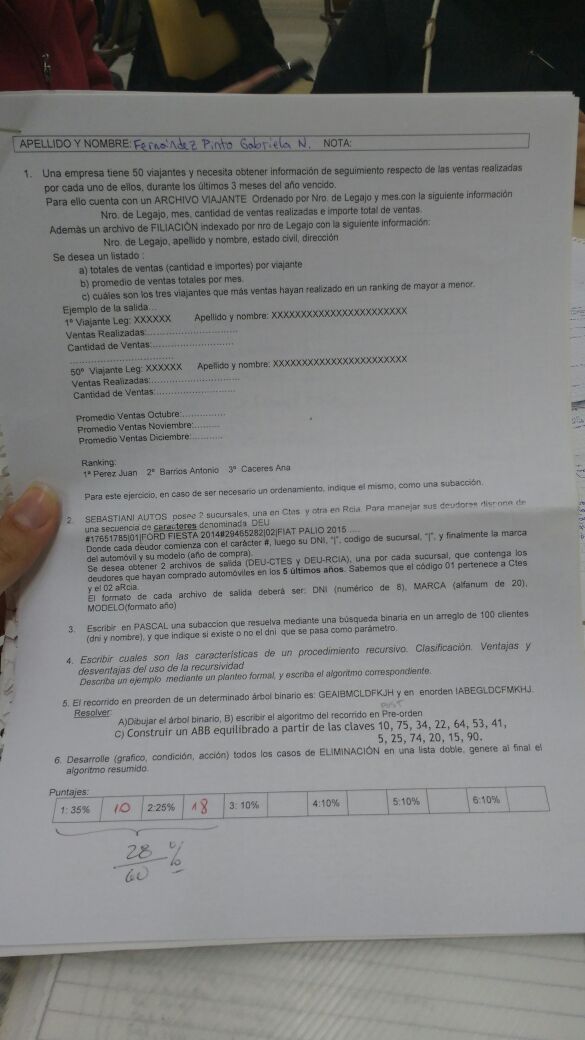 APELLIDO Y NOMBRE: Fernández Pinto Gabriela N. NOTA:
1. Una empresa tiene 50 viajantes y necesita obtener información de seguimiento respecto de las ventas realizadas
por cada uno de ellos, durante los últimos 3 meses del año vencido.
Para ello cuenta con un ARCHIVO VIAJANTE Ordenado por Nro. de Legajo y mes.con la siguiente información
Nro. de Legajo, mes, cantidad de ventas realizadas e importe total de ventas.
Además un archivo de FILIACIÓN indexado por nro de Legajo con la siguiente información:
Nro. de Legajo, apellido y nombre, estado civil, dirección
Se desea un listado :
a) totales de ventas (cantidad e importes) por viajante
b) promedio de ventas totales por mes.
c) cuáles son los tres viajantes que más ventas hayan realizado en un ranking de mayor a menor.
Ejemplo de la salida...
1º Viajante Leg: XXXXXX Apellido y nombre: XXXXXXXXXXXXXXXXXXXXXXX
Ventas Realizadas:..............................
Cantidad de Ventas:..........................
..................................
50º Viajante Leg: XXXXXX Apellido y nombre: XXXXXXXXXXXXXXXXXXXXXXX
Ventas Realizadas:.............................
Cantidad de Ventas:..........................
Promedio Ventas Octubre:..............
Promedio Ventas Noviembre:........
Promedio Ventas Diciembre:..........
Ranking:
1ª Perez Juan 2º Barrios Antonio 3º Caceres Ana
Para este ejercicio, en caso de ser necesario un ordenamiento, indique el mismo, como una subacción.
2. SEBASTIANI AUTOS posee 2 sucursales, una en Ctes y otra en Rcia. Para manejar sus deudores dispone de
una secuencia de caracteres denominada DEU
#17651785|01|FORD FIESTA 2014#29465282|02|FIAT PALIO 2015 ....
Donde cada deudor comienza con el carácter #, luego su DNI, "|", codigo de sucursal, "|", y finalmente la marca
del automóvil y su modelo (año de compra).
Se desea obtener 2 archivos de salida (DEU-CTES y DEU-RCIA), una por cada sucursal, que contenga los
deudores que hayan comprado automóviles en los 5 últimos años. Sabemos que el código 01 pertenece a Ctes
y el 02 aRcia.
El formato de cada archivo de salida deberá ser: DNI (numérico de 8), MARCA (alfanum de 20),
MODELO(formato año)
3. Escribir en PASCAL una subaccion que resuelva mediante una búsqueda binaria en un arreglo de 100 clientes
(dni y nombre), y que indique si existe o no el dni que se pasa como parámetro.
4. Escribir cuales son las características de un procedimiento recursivo. Clasificación. Ventajas y
desventajas del uso de la recursividad
Describa un ejemplo mediante un planteo formal, y escriba el algoritmo correspondiente.
5. El recorrido en preorden de un determinado árbol binario es: GEAIBMCLDFKJH y en enorden IABEGLDCFMKHJ.
Resolver: POST
A)Dibujar el árbol binario, B) escribir el algoritmo del recorrido en Pre-orden
C) Construir un ABB equilibrado a partir de las claves 10, 75, 34, 22, 64, 53, 41,
5, 25, 74, 20, 15, 90.
6. Desarrolle (grafico, condición, acción) todos los casos de ELIMINACIÓN en una lista doble, genere al final el
algoritmo resumido.
Puntajes:
1: 35% 10 2:25% 18 3: 10% 4:10% 5:10% 6:10%
28
60 %